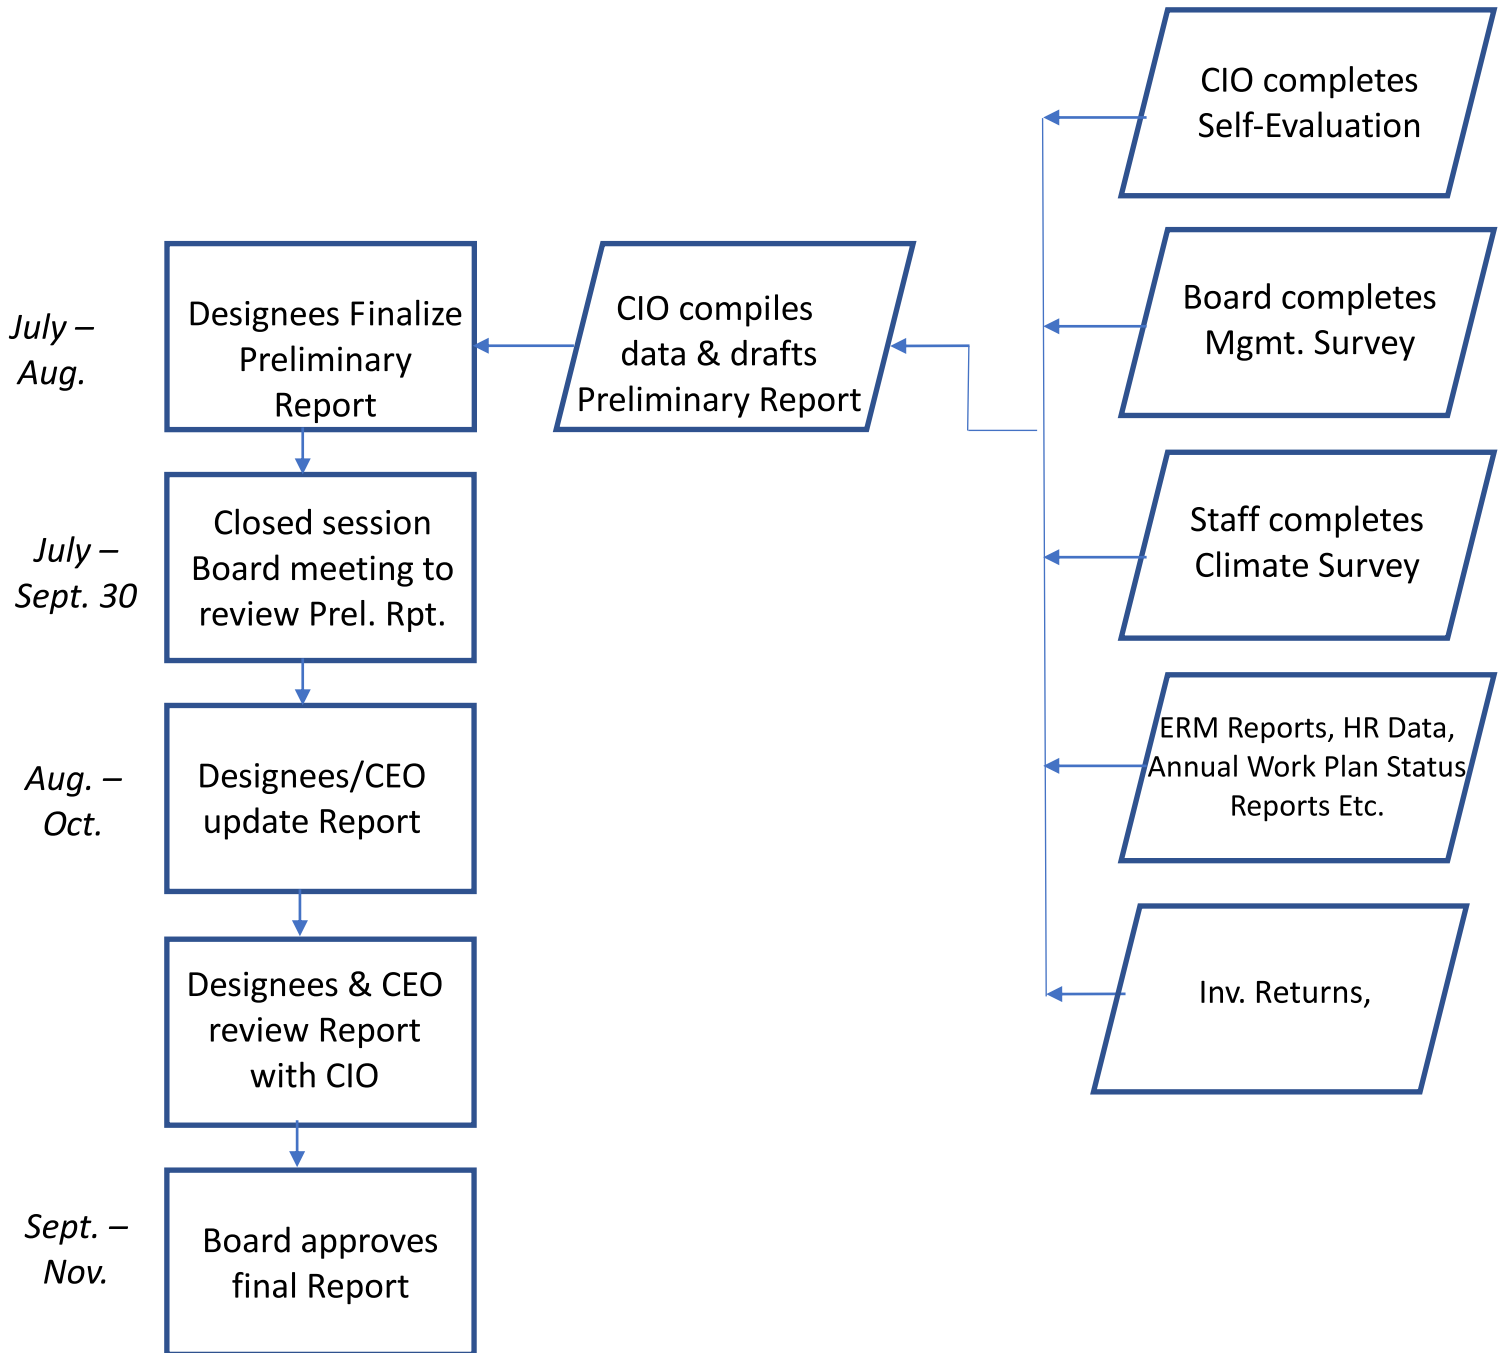 CIO completes
Self-Evaluation
Board completes
Mgmt. Survey
Staff completes
Climate Survey
ERM Reports, HR Data,
Annual Work Plan Status
Reports Etc.
Inv. Returns,
CIO compiles
data & drafts
Preliminary Report
July –
Aug.
Designees Finalize
Preliminary
Report
July –
Sept. 30
Closed session
Board meeting to
review Prel. Rpt.
Aug. –
Oct.
Designees/CEO
update Report
Designees & CEO
review Report
with CIO
Sept. –
Nov.
Board approves
final Report